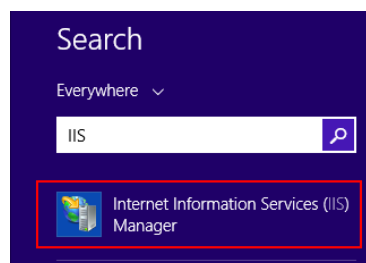 Search
Everywhere
IIS
Internet Information Services (IIS)
Manager